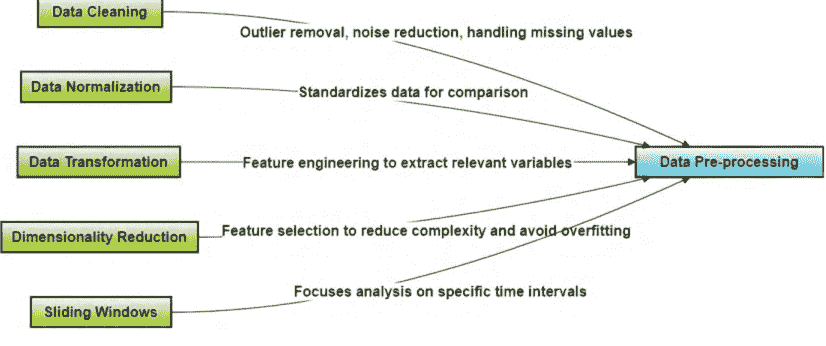 Data Cleaning
Outlier removal, noise reduction, handling missing values
Data Normalization
Standardizes data for comparison
Data Transformation
Feature engineering to extract relevant variables
Data Pre-processing
Dimensionality Reduction
Feature selection to reduce complexity and avoid overfitting
Focuses analysis on specific time intervals
Sliding Windows